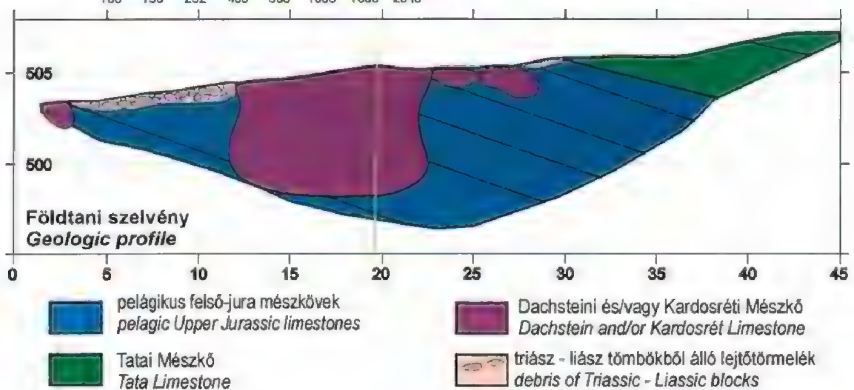 505
500
Földtani szelvény
Geologic profile
0 5 10 15 20 25 30 35 40 45
pelágikus felső-jura mészkövek
pelagic Upper Jurassic limestones
Dachsteini és/vagy Kardosréti Mészkő
Dachstein and/or Kardosrét Limestone
Tatai Mészkő
Tata Limestone
triász - liász tömbökből álló lejtőtörmelék
debris of Triassic - Liassic blocks